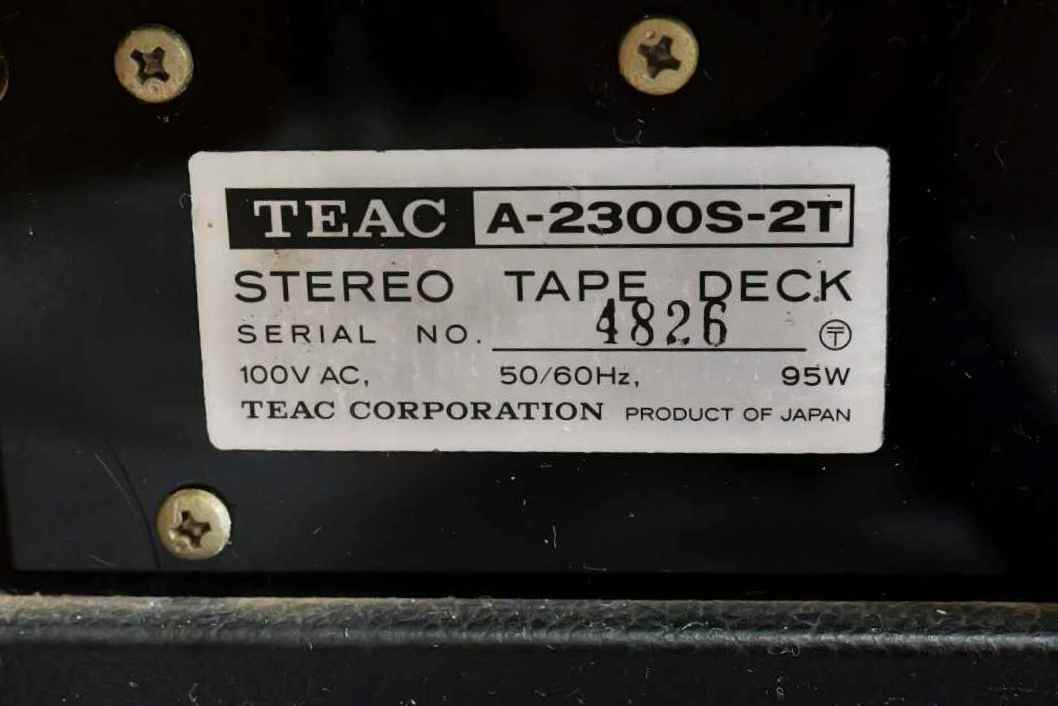 TEAC A-2300S-2T
STEREO TAPE DECK
SERIAL NO. 4826 〒
100V AC, 50/60Hz, 95W
TEAC CORPORATION PRODUCT OF JAPAN